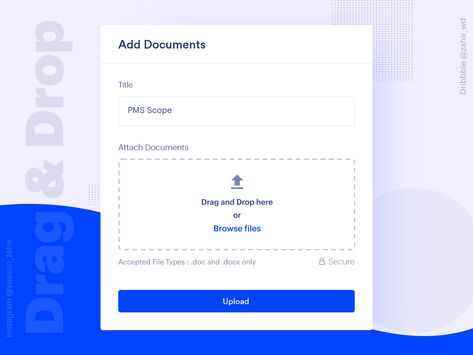 Add Documents
Title
PMS Scope
Attach Documents
Drag and Drop here
or
Browse files
Accepted File Types : .doc and .docx only
Secure
Upload
Drag & Drop
Instagram @yeslam_zahir
Dribbble @zahir_wd